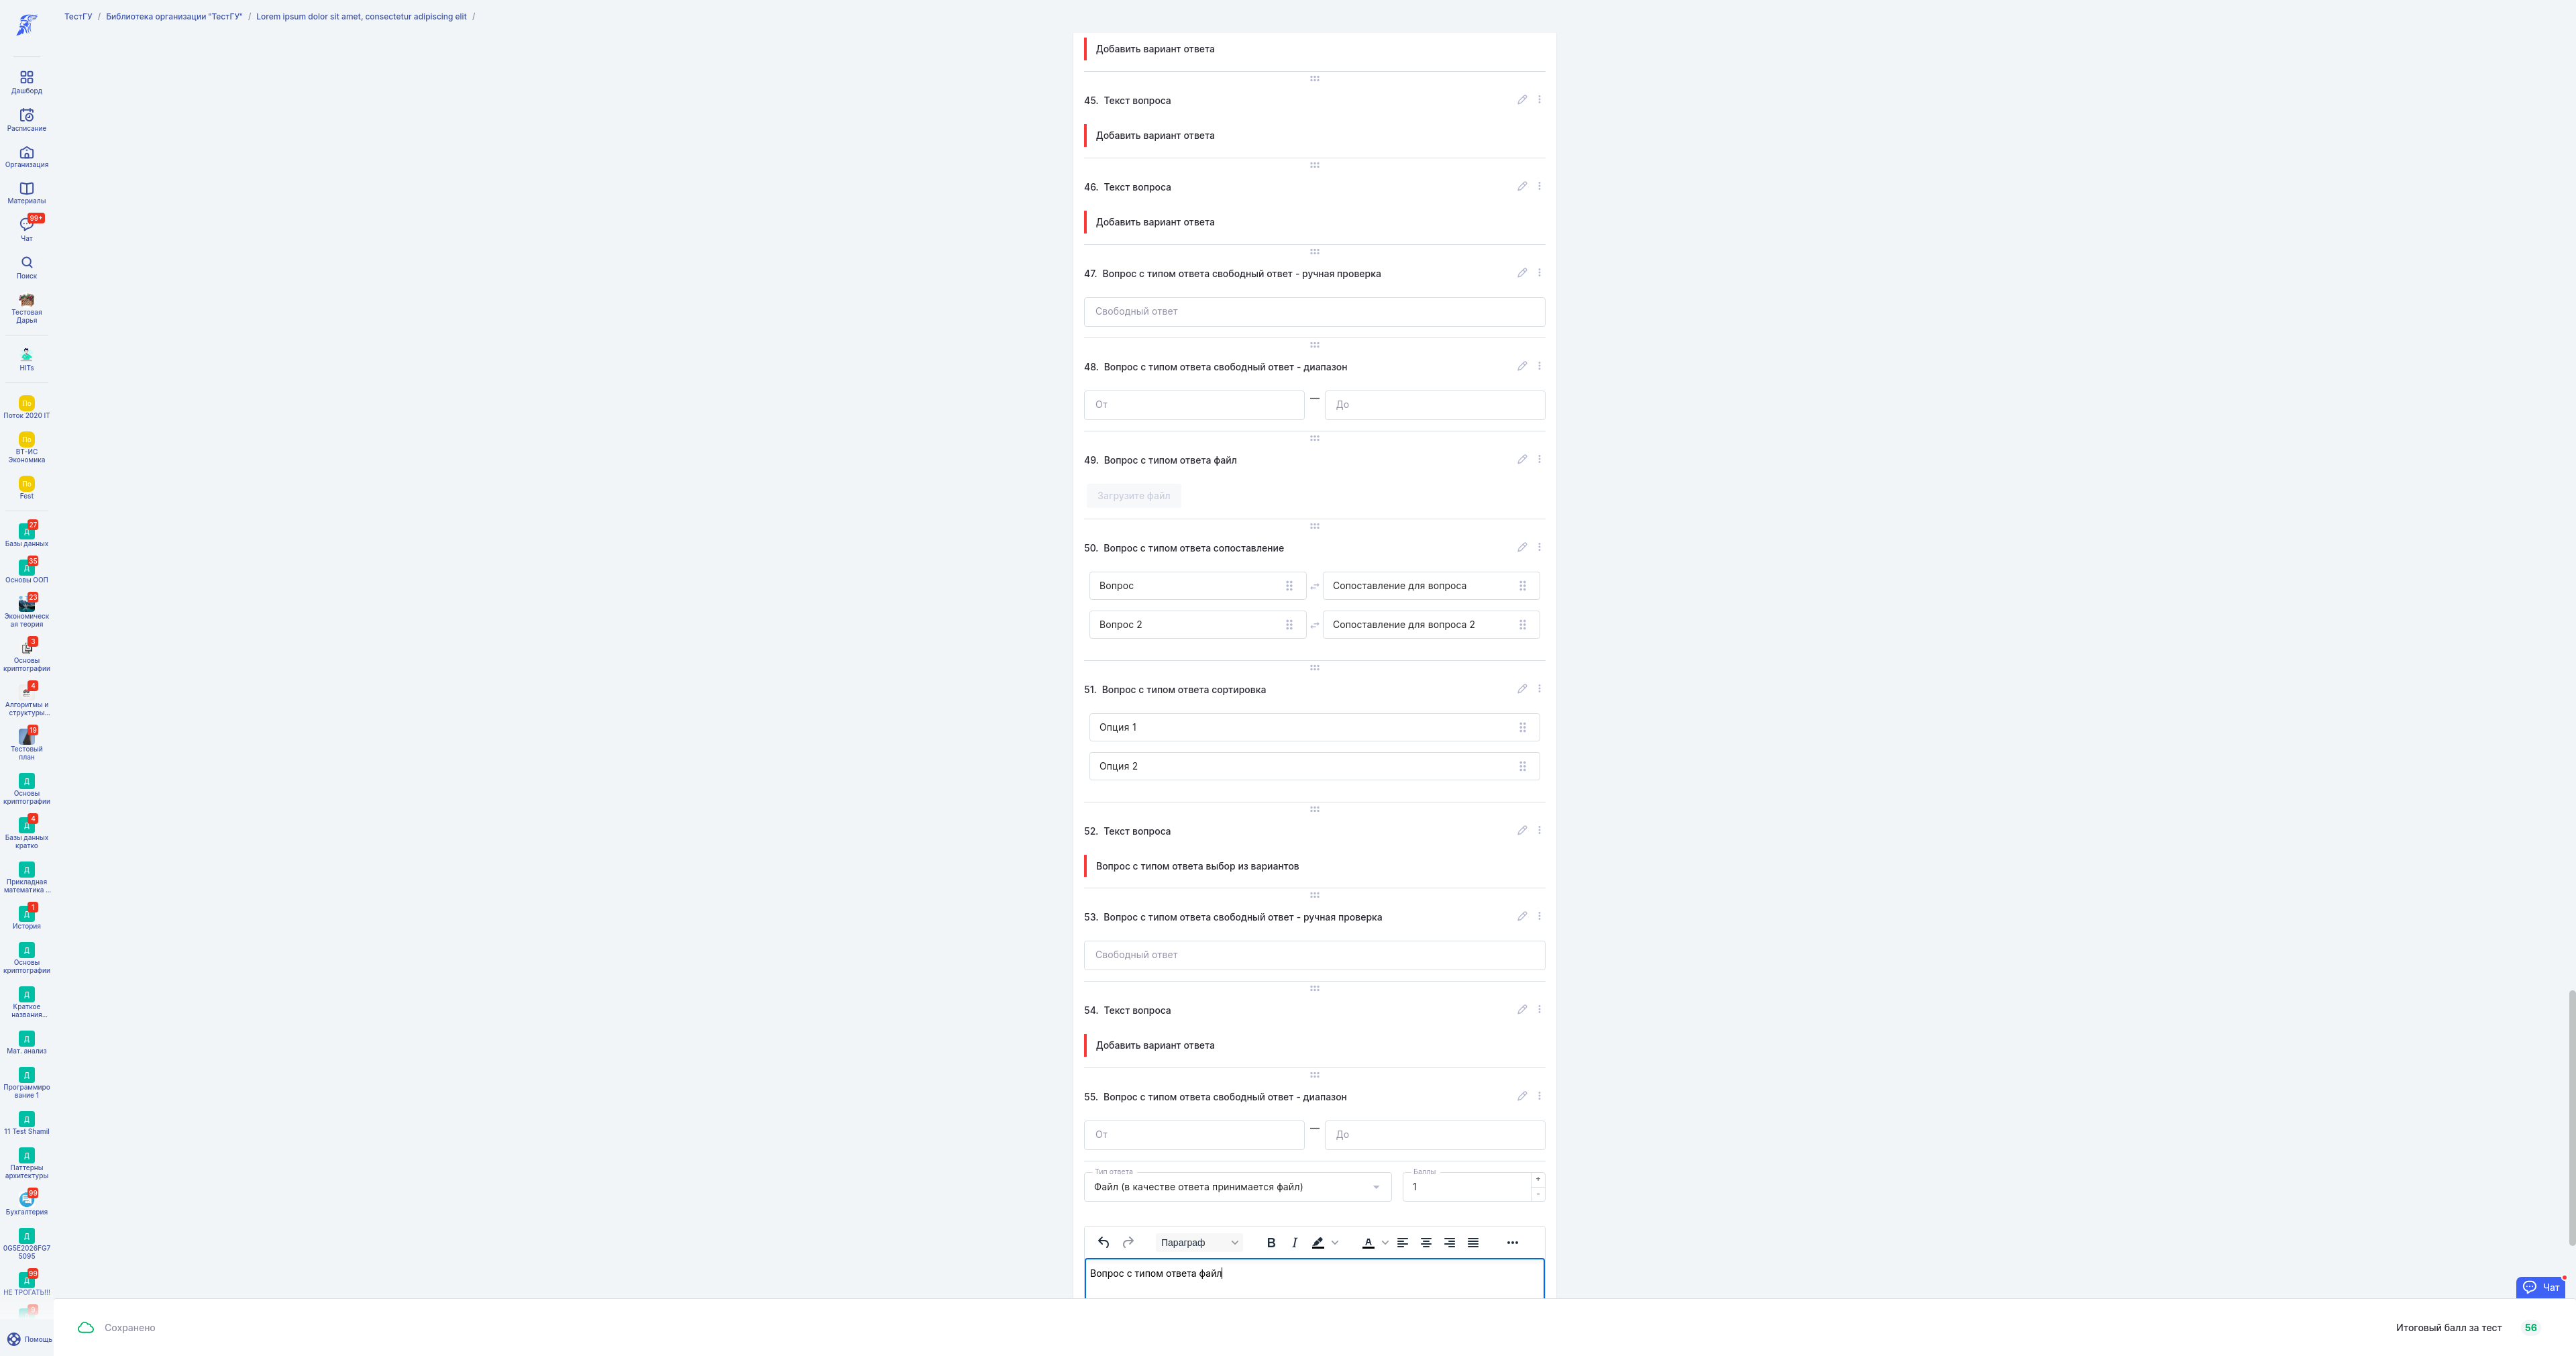 ТестГУ / Библиотека организации "ТестГУ" / Lorem ipsum dolor sit amet, consectetur adipiscing elit /
Дашборд
Расписание
Организация
Материалы
99+
Чат
Поиск
Тестовая
Дарья
HITs
По
Поток 2020 IT
По
ВТ-ИС
Экономика
По
Fest
27
Д
Базы данных
35
Д
Основы ООП
23
Экономическ
ая теория
3
Основы
криптографии
4
Алгоритмы и
структуры...
19
Тестовый
план
Д
Основы
криптографии
4
Д
Базы данных
кратко
Д
Прикладная
математика ...
1
Д
История
Д
Основы
криптографии
Д
Краткое
названия...
Д
Мат. анализ
Д
Программиро
вание 1
Д
11 Test Shamil
Д
Паттерны
архитектуры
99
Бухгалтерия
Д
0G5E2026FG7
5095
99
Д
НЕ ТРОГАТЬ!!!
Помощь
Добавить вариант ответа
45. Текст вопроса
Добавить вариант ответа
46. Текст вопроса
Добавить вариант ответа
47. Вопрос с типом ответа свободный ответ - ручная проверка
Свободный ответ
48. Вопрос с типом ответа свободный ответ - диапазон
От — До
49. Вопрос с типом ответа файл
Загрузите файл
50. Вопрос с типом ответа сопоставление
Вопрос Сопоставление для вопроса
Вопрос 2 Сопоставление для вопроса 2
51. Вопрос с типом ответа сортировка
Опция 1
Опция 2
52. Текст вопроса
Вопрос с типом ответа выбор из вариантов
53. Вопрос с типом ответа свободный ответ - ручная проверка
Свободный ответ
54. Текст вопроса
Добавить вариант ответа
55. Вопрос с типом ответа свободный ответ - диапазон
От — До
Тип ответа Баллы
Файл (в качестве ответа принимается файл) 1 + -
Параграф B I A
Вопрос с типом ответа файл
Чат
Сохранено Итоговый балл за тест 56